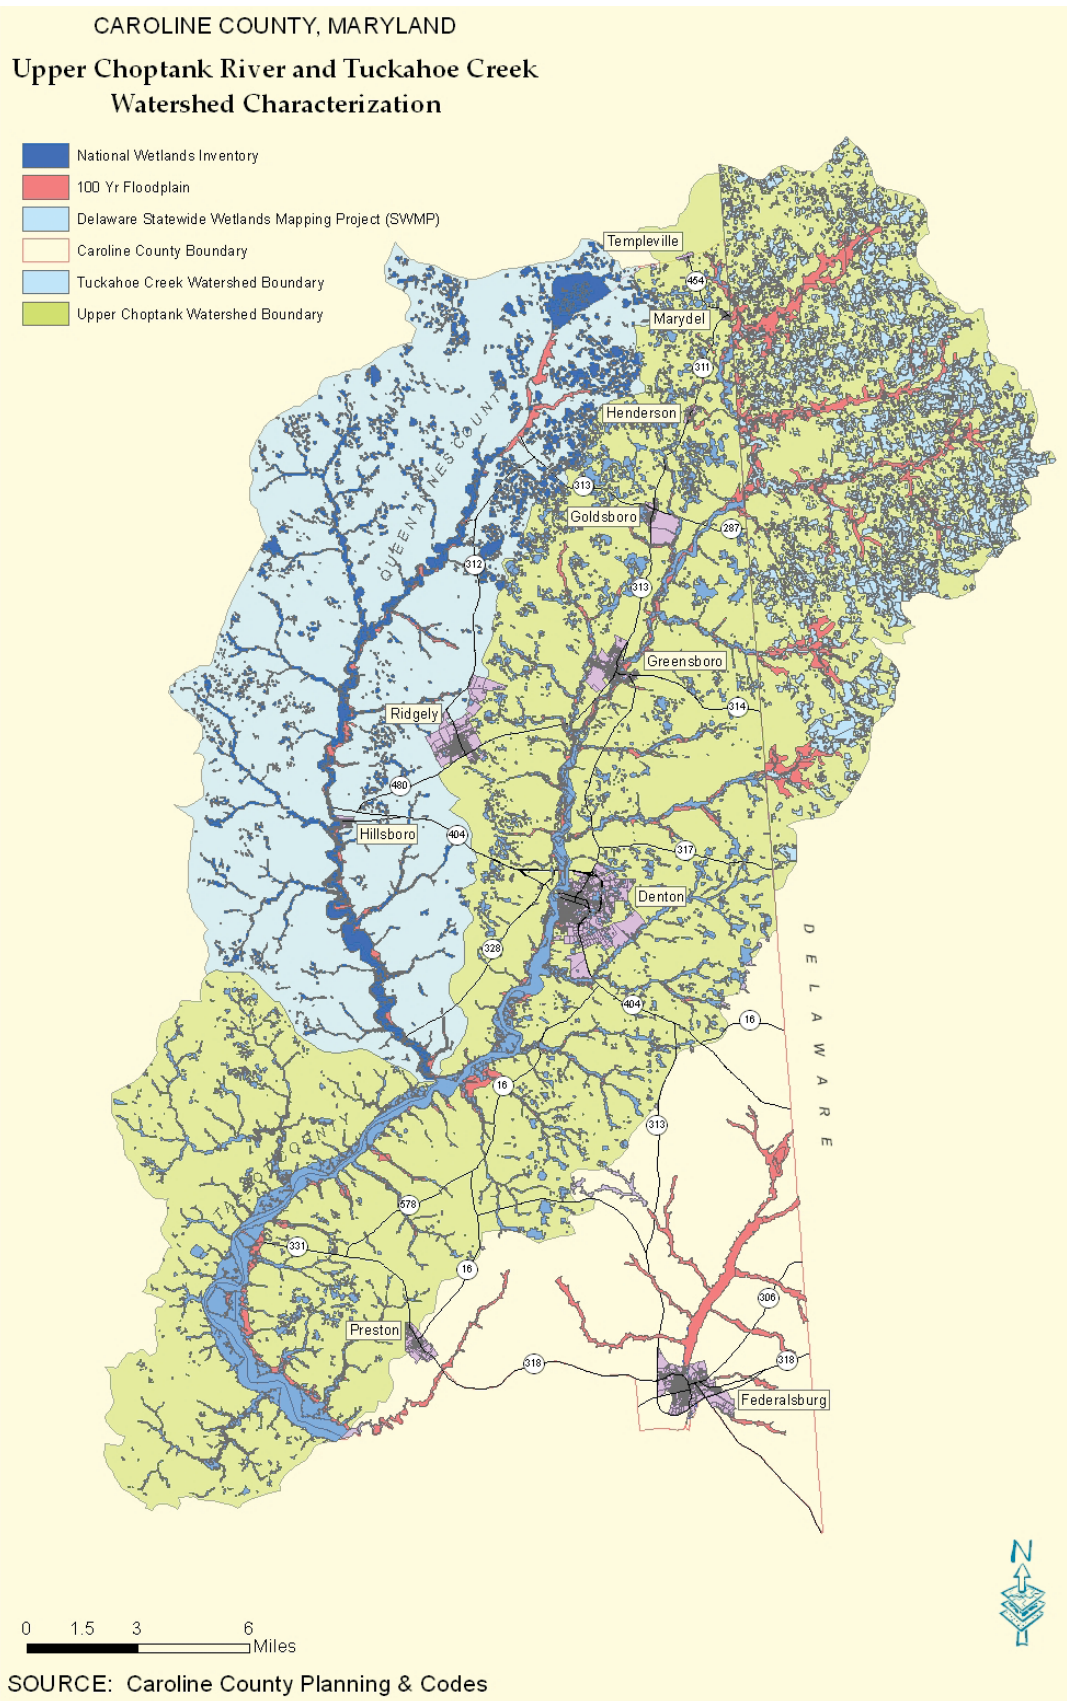 CAROLINE COUNTY, MARYLAND
Upper Choptank River and Tuckahoe Creek
Watershed Characterization
National Wetlands Inventory
100 Yr Floodplain
Delaware Statewide Wetlands Mapping Project (SWMP)
Caroline County Boundary
Tuckahoe Creek Watershed Boundary
Upper Choptank Watershed Boundary
Templeville
454
Marydel
311
Henderson
313
Goldsboro
287
312
313
Greensboro
314
Ridgely
480
Hillsboro
404
317
Denton
328
404
16
DELAWARE
16
313
578
331
16
306
Preston
318
318
Federalsburg
N
0 1.5 3 6
Miles
SOURCE: Caroline County Planning & Codes